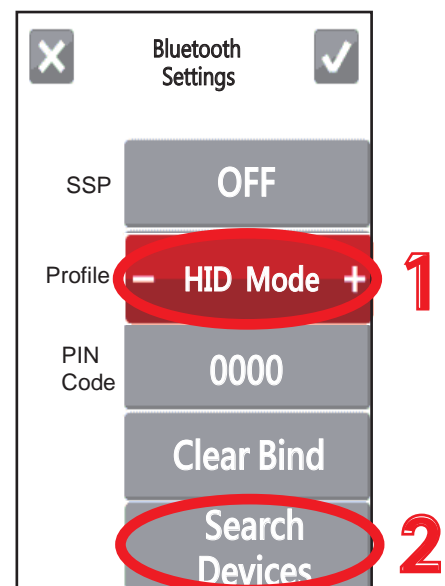 Bluetooth
Settings
SSP OFF
Profile - HID Mode + 1
PIN
Code 0000
Clear Bind
Search
Devices 2